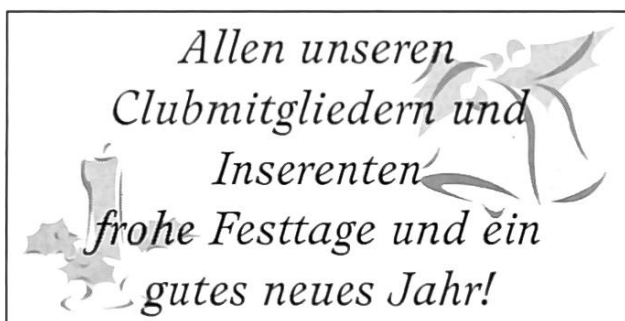 Allen unseren
Clubmitgliedern und
Inserenten
frohe Festtage und ein
gutes neues Jahr!